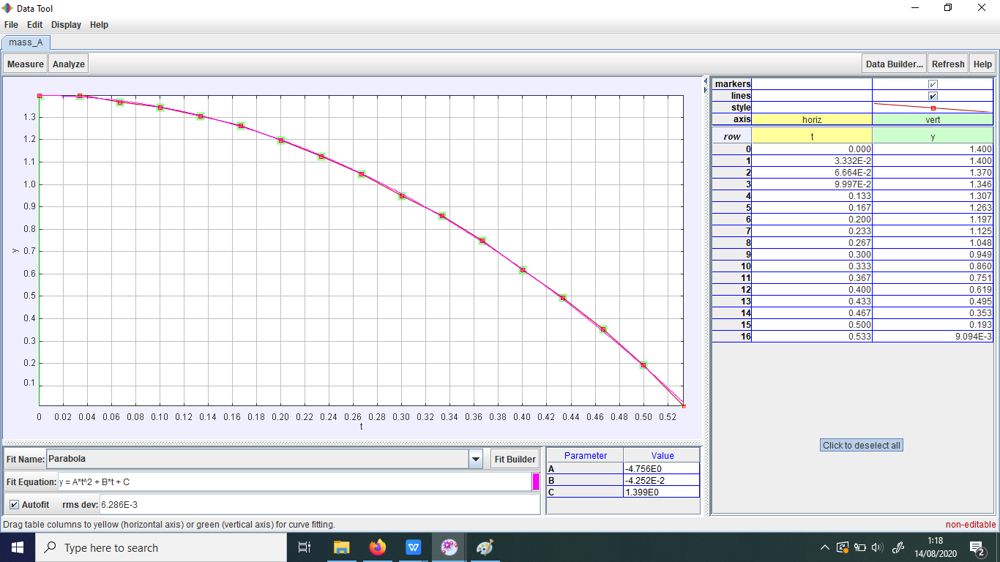 Data Tool
File Edit Display Help
mass_A
Measure Analyze Data Builder... Refresh Help
1.3
1.2
1.1
1.0
0.9
0.8
y 0.7
0.6
0.5
0.4
0.3
0.2
0.1
0 0.02 0.04 0.06 0.08 0.10 0.12 0.14 0.16 0.18 0.20 0.22 0.24 0.26 0.28 0.30 0.32 0.34 0.36 0.38 0.40 0.42 0.44 0.46 0.48 0.50 0.52
t
markers
lines
style
axis horiz vert
row t y
0 0.000 1.400
1 3.332E-2 1.400
2 6.664E-2 1.370
3 9.997E-2 1.346
4 0.133 1.307
5 0.167 1.263
6 0.200 1.197
7 0.233 1.125
8 0.267 1.048
9 0.300 0.949
10 0.333 0.860
11 0.367 0.751
12 0.400 0.619
13 0.433 0.495
14 0.467 0.353
15 0.500 0.193
16 0.533 9.094E-3
Click to deselect all
Fit Name: Parabola Fit Builder
Fit Equation: y = A*t^2 + B*t + C
Autofit rms dev: 6.286E-3
Parameter Value
A -4.756E0
B -4.252E-2
C 1.399E0
Drag table columns to yellow (horizontal axis) or green (vertical axis) for curve fitting. non-editable
Type here to search
W
1:18
14/08/2020
2